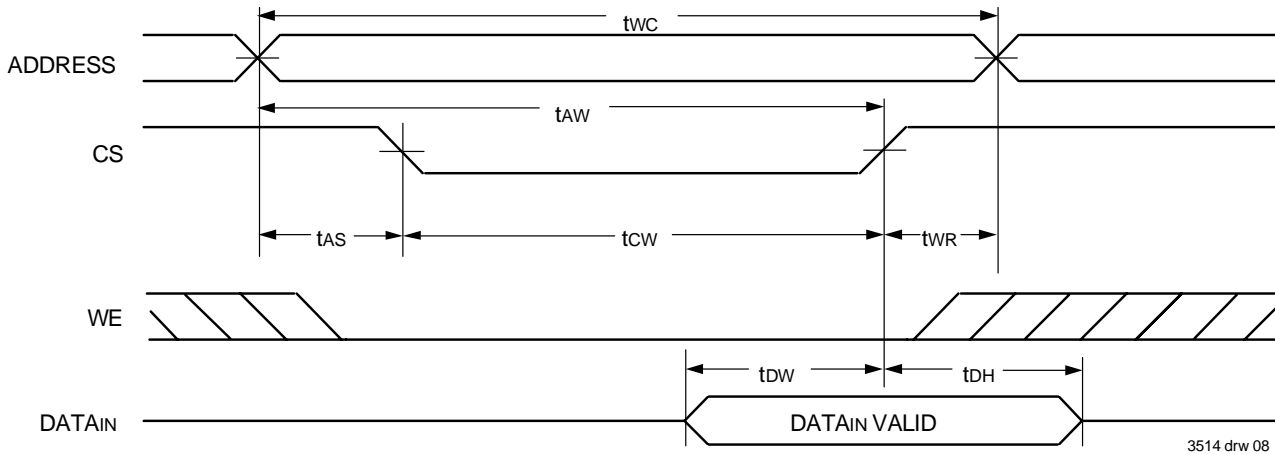 tWC
ADDRESS
tAW
CS
tAS
tCW
tWR
WE
tDW
tDH
DATAIN
DATAIN VALID
3514 drw 08